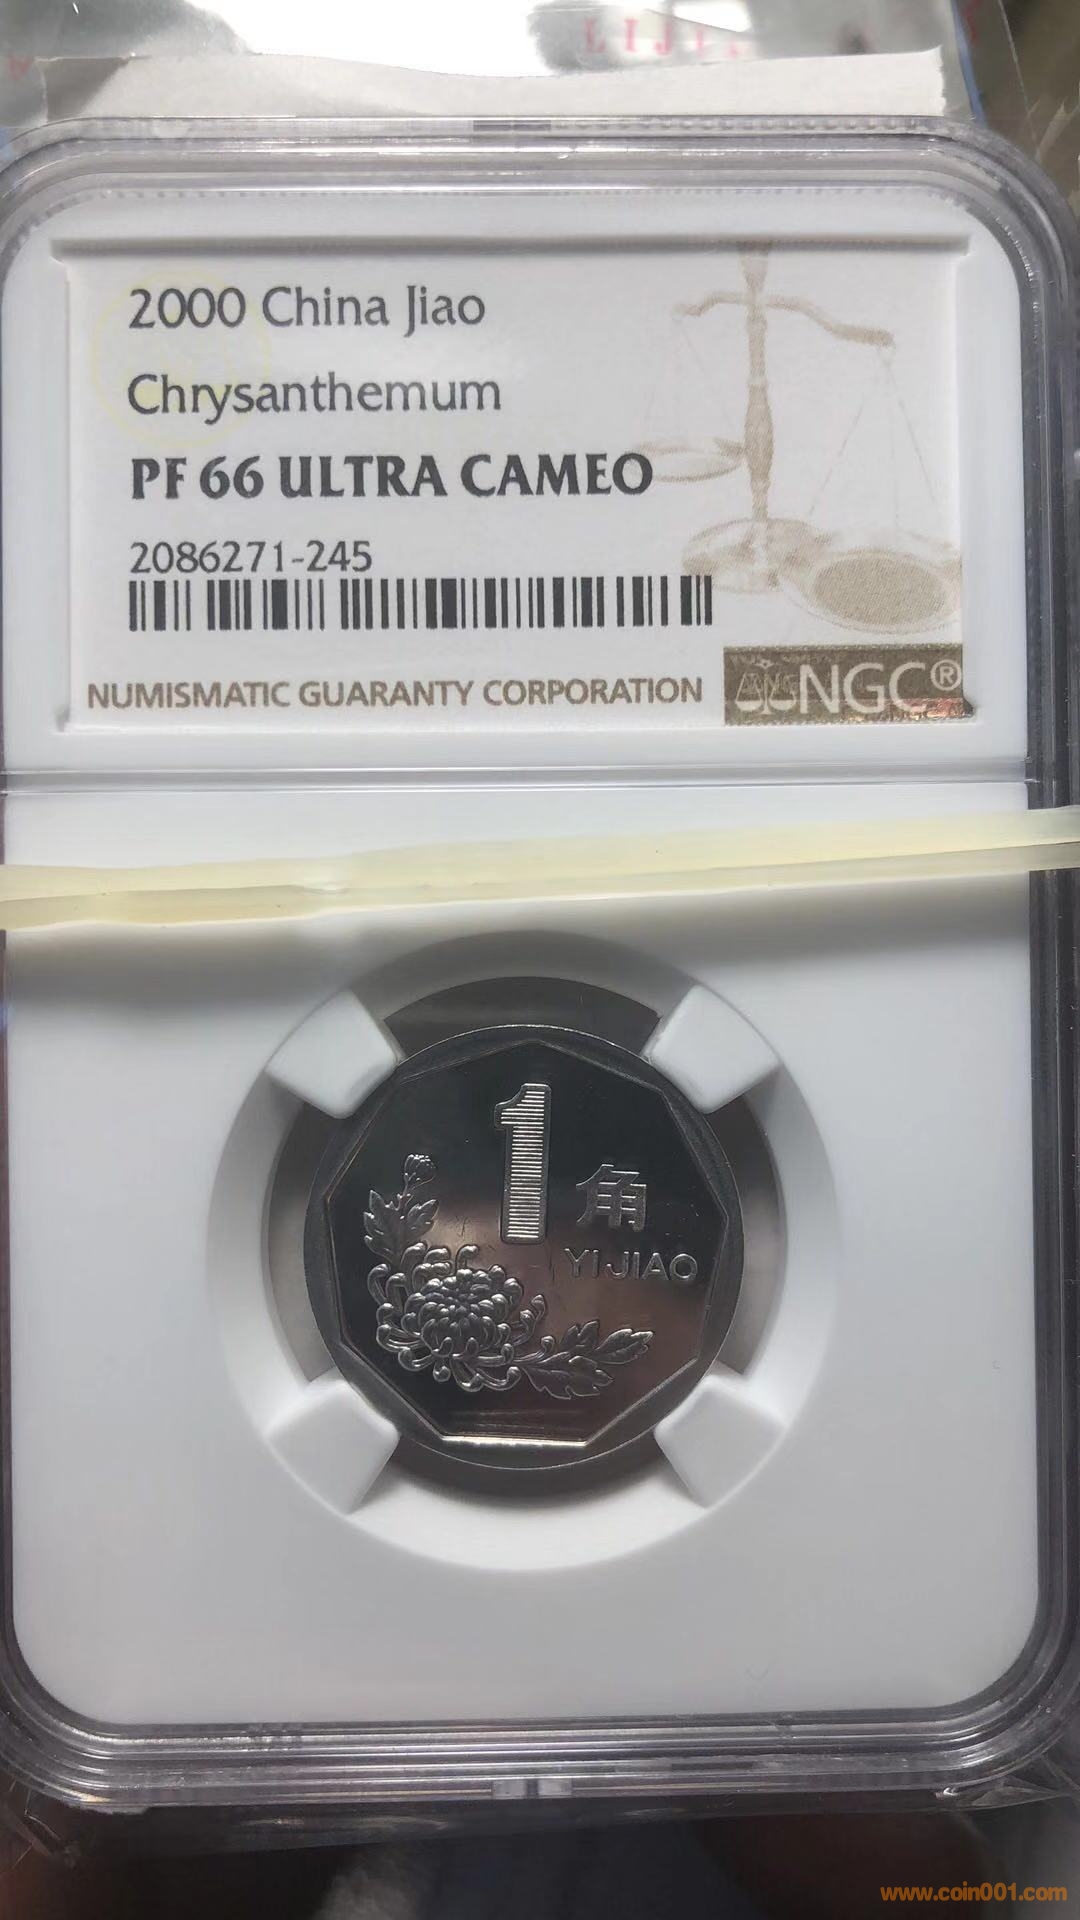 LIJI
2000 China Jiao
Chrysanthemum
PF 66 ULTRA CAMEO
2086271-245
NUMISMATIC GUARANTY CORPORATION
NGC®
1
角
YI JIAO
www.coin001.com